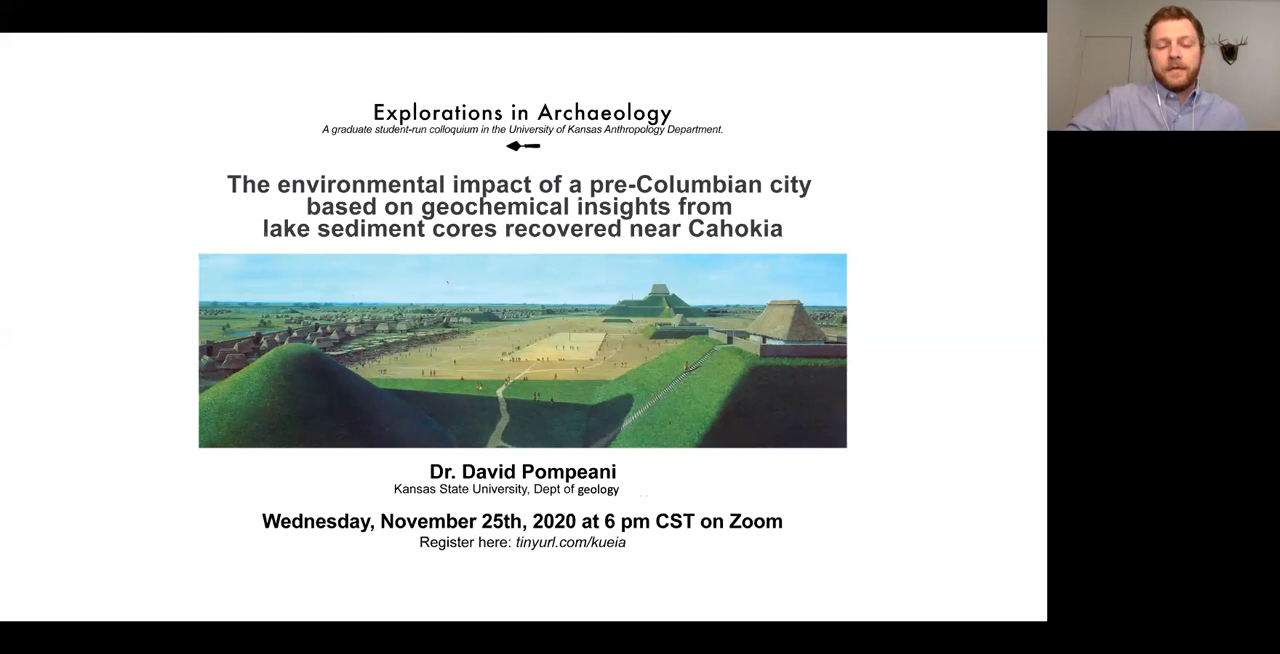 Explorations in Archaeology
A graduate student-run colloquium in the University of Kansas Anthropology Department.
The environmental impact of a pre-Columbian city
based on geochemical insights from
lake sediment cores recovered near Cahokia
Dr. David Pompeani
Kansas State University, Dept of geology
Wednesday, November 25th, 2020 at 6 pm CST on Zoom
Register here: tinyurl.com/kueia